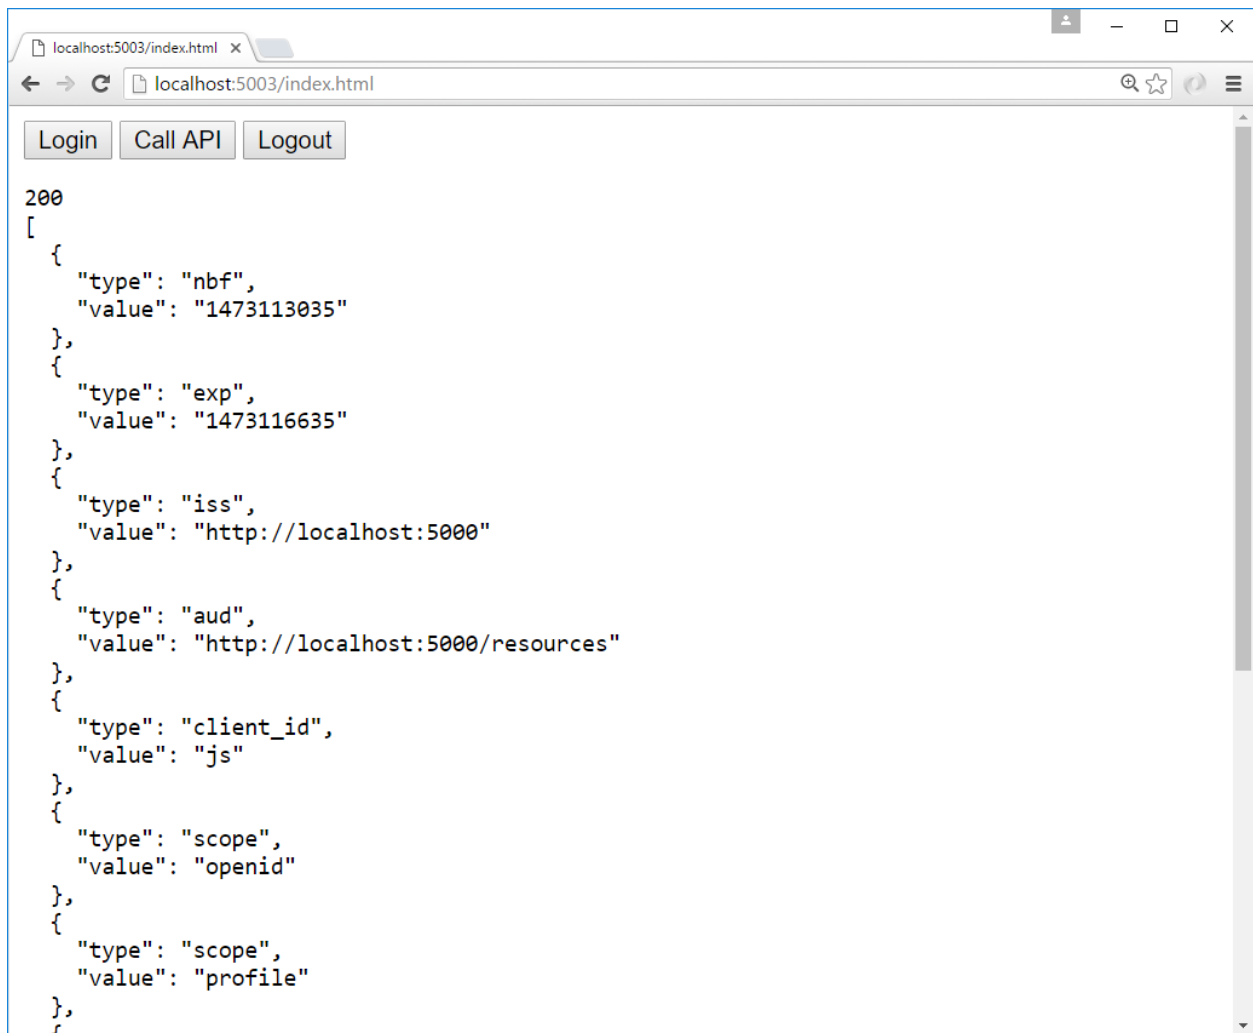 localhost:5003/index.html
localhost:5003/index.html
Login Call API Logout
200
[
  {
    "type": "nbf",
    "value": "1473113035"
  },
  {
    "type": "exp",
    "value": "1473116635"
  },
  {
    "type": "iss",
    "value": "http://localhost:5000"
  },
  {
    "type": "aud",
    "value": "http://localhost:5000/resources"
  },
  {
    "type": "client_id",
    "value": "js"
  },
  {
    "type": "scope",
    "value": "openid"
  },
  {
    "type": "scope",
    "value": "profile"
  },
  {